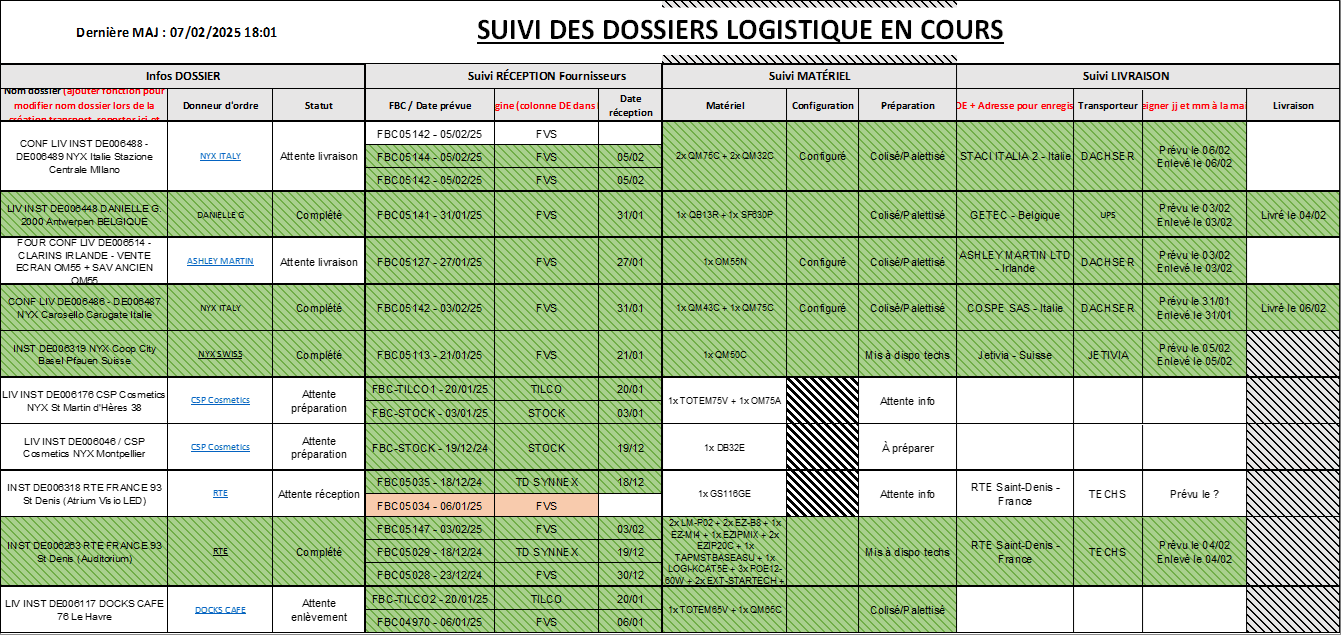 Dernière MAJ : 07/02/2025 18:01
SUIVI DES DOSSIERS LOGISTIQUE EN COURS
Infos DOSSIER
Suivi RÉCEPTION Fournisseurs
Suivi MATÉRIEL
Suivi LIVRAISON
Nom dossier (ajouter fonction pour
modifier nom dossier lors de la
création transport, reporter ici et
Donneur d'ordre
Statut
FBC / Date prévue
gine (colonne DE dans
Date
réception
Matériel
Configuration
Préparation
DE + Adresse pour enregis
Transporteur
eigner jj et mm à la ma
Livraison
CONF LIV INST DE006488 -
DE006489 NYX Italie Stazione
Centrale MIlano
NYX ITALY
Attente livraison
FBC05142 - 05/02/25
FVS
FBC05144 - 05/02/25
FVS
05/02
FBC05142 - 05/02/25
FVS
05/02
2x QM75C + 2x QM32C
Configuré
Colisé/Palettisé
STACI ITALIA 2 - Italie
DACHSER
Prévu le 06/02
Enlevé le 06/02
LIV INST DE006448 DANIELLE G.
2000 Antwerpen BELGIQUE
DANIELLE G
Complété
FBC05141 - 31/01/25
FVS
31/01
1x QB13R + 1x SF630P
Colisé/Palettisé
GETEC - Belgique
UPS
Prévu le 03/02
Enlevé le 03/02
Livré le 04/02
FOUR CONF LIV DE006514 -
CLARINS IRLANDE - VENTE
ECRAN OM55 + SAV ANCIEN
OM55
ASHLEY MARTIN
Attente livraison
FBC05127 - 27/01/25
FVS
27/01
1x OM55N
Configuré
Colisé/Palettisé
ASHLEY MARTIN LTD
- Irlande
DACHSER
Prévu le 03/02
Enlevé le 03/02
CONF LIV DE006486 - DE006487
NYX Carosello Carugate Italie
NYX ITALY
Complété
FBC05142 - 03/02/25
FVS
31/01
1x QM43C + 1x QM75C
Configuré
Colisé/Palettisé
COSPE SAS - Italie
DACHSER
Prévu le 31/01
Enlevé le 31/01
Livré le 06/02
INST DE006319 NYX Coop City
Basel Pfauen Suisse
NYX SWISS
Complété
FBC05113 - 21/01/25
FVS
21/01
1x QM50C
Mis à dispo techs
Jetivia - Suisse
JETIVIA
Prévu le 05/02
Enlevé le 05/02
LIV INST DE006176 CSP Cosmetics
NYX St Martin d'Hères 38
CSP Cosmetics
Attente
préparation
FBC-TILCO1 - 20/01/25
TILCO
20/01
FBC-STOCK - 03/01/25
STOCK
03/01
1x TOTEM75V + 1x OM75A
Attente info
LIV INST DE006046 / CSP
Cosmetics NYX Montpellier
CSP Cosmetics
Attente
préparation
FBC-STOCK - 19/12/24
STOCK
19/12
1x DB32E
À préparer
INST DE006318 RTE FRANCE 93
St Denis (Atrium Visio LED)
RTE
Attente réception
FBC05035 - 18/12/24
TD SYNNEX
18/12
FBC05034 - 06/01/25
FVS
1x GS116GE
Attente info
RTE Saint-Denis -
France
TECHS
Prévu le ?
INST DE006263 RTE FRANCE 93
St Denis (Auditorium)
RTE
Complété
FBC05147 - 03/02/25
FVS
03/02
FBC05029 - 18/12/24
TD SYNNEX
19/12
FBC05028 - 23/12/24
FVS
30/12
2x LM-P02 + 2x EZ-B8 + 1x
EZ-MI4 + 1x EZIPMIX + 2x
EZIP20C + 1x
TAPMSTBASEASU + 1x
LOGI-KCAT5E + 3x POE12-
60W + 2x EXT-STARTECH +
Mis à dispo techs
RTE Saint-Denis -
France
TECHS
Prévu le 04/02
Enlevé le 04/02
LIV INST DE006117 DOCKS CAFE
76 Le Havre
DOCKS CAFE
Attente
enlèvement
FBC-TILCO2 - 20/01/25
TILCO
20/01
FBC04970 - 06/01/25
FVS
06/01
1x TOTEM65V + 1x QM65C
Colisé/Palettisé